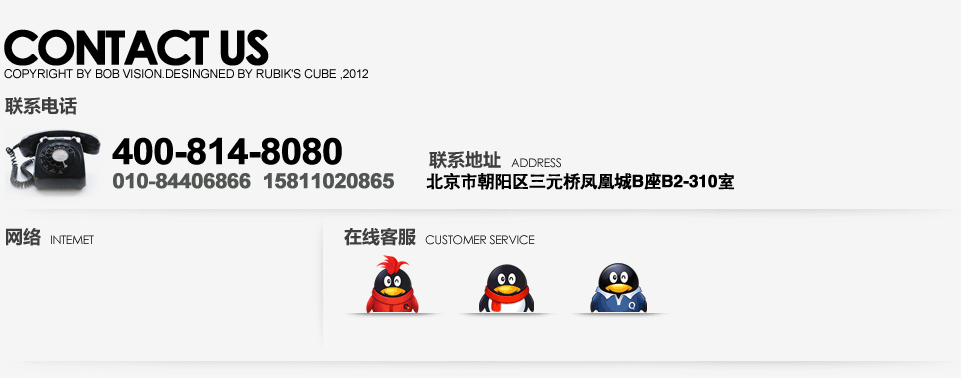 CONTACT US
COPYRIGHT BY BOB VISION.DESINGNED BY RUBIK'S CUBE ,2012
联系电话
400-814-8080
010-84406866 15811020865
联系地址 ADDRESS
北京市朝阳区三元桥凤凰城B座B2-310室
网络 INTEMET
在线客服 CUSTOMER SERVICE